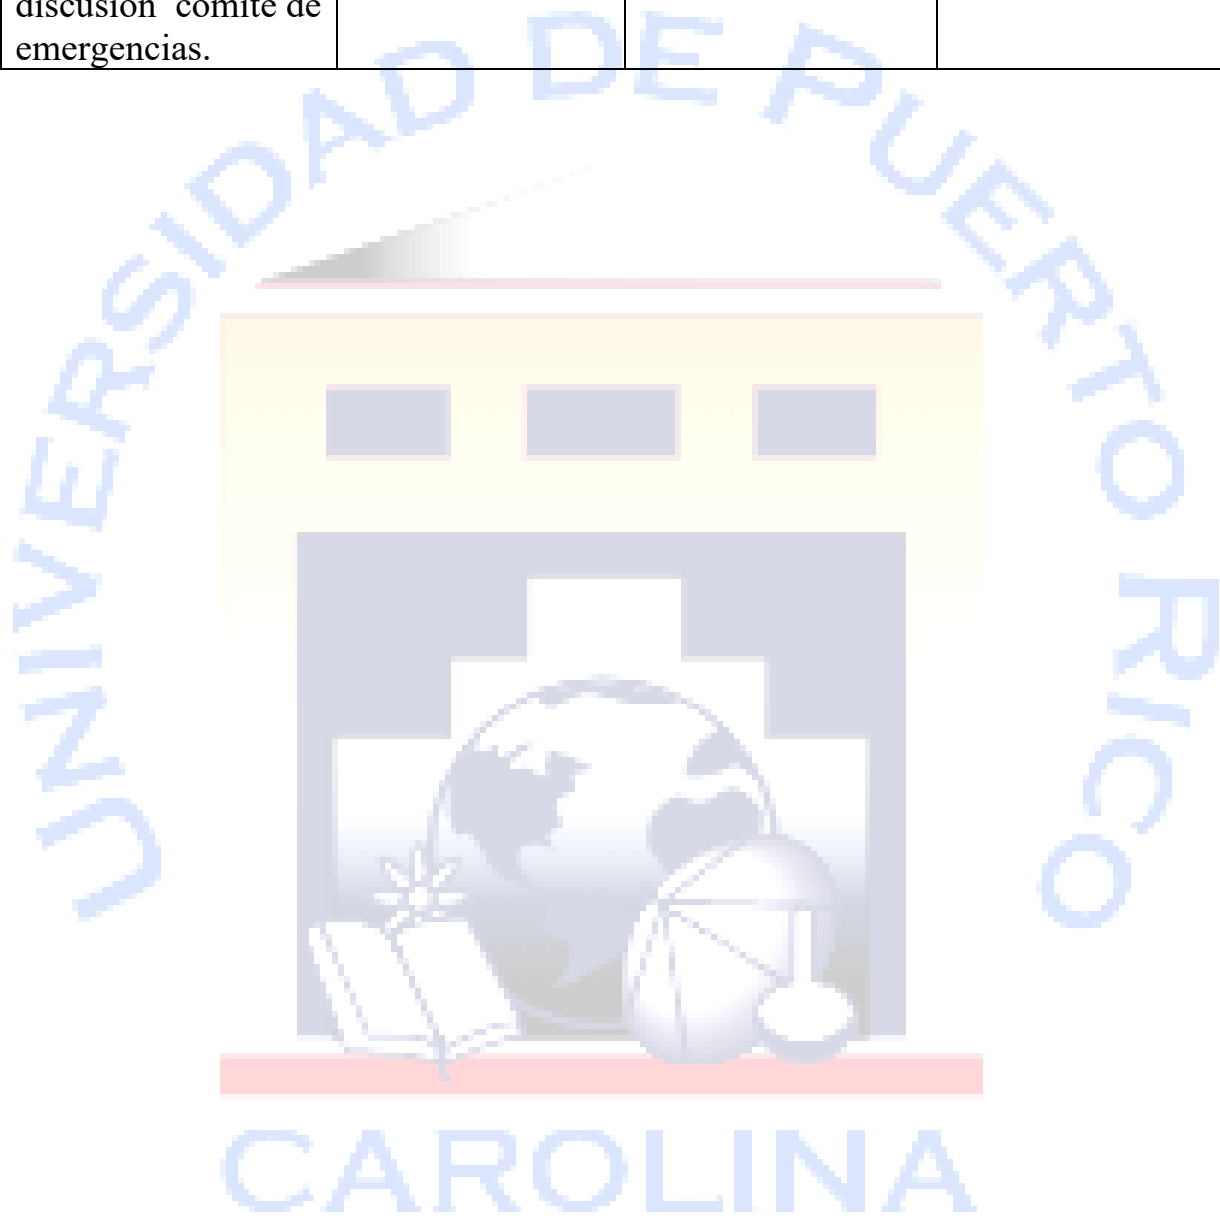 discusión comité de
emergencias.
UNIVERSIDAD DE PUERTO RICO
CAROLINA